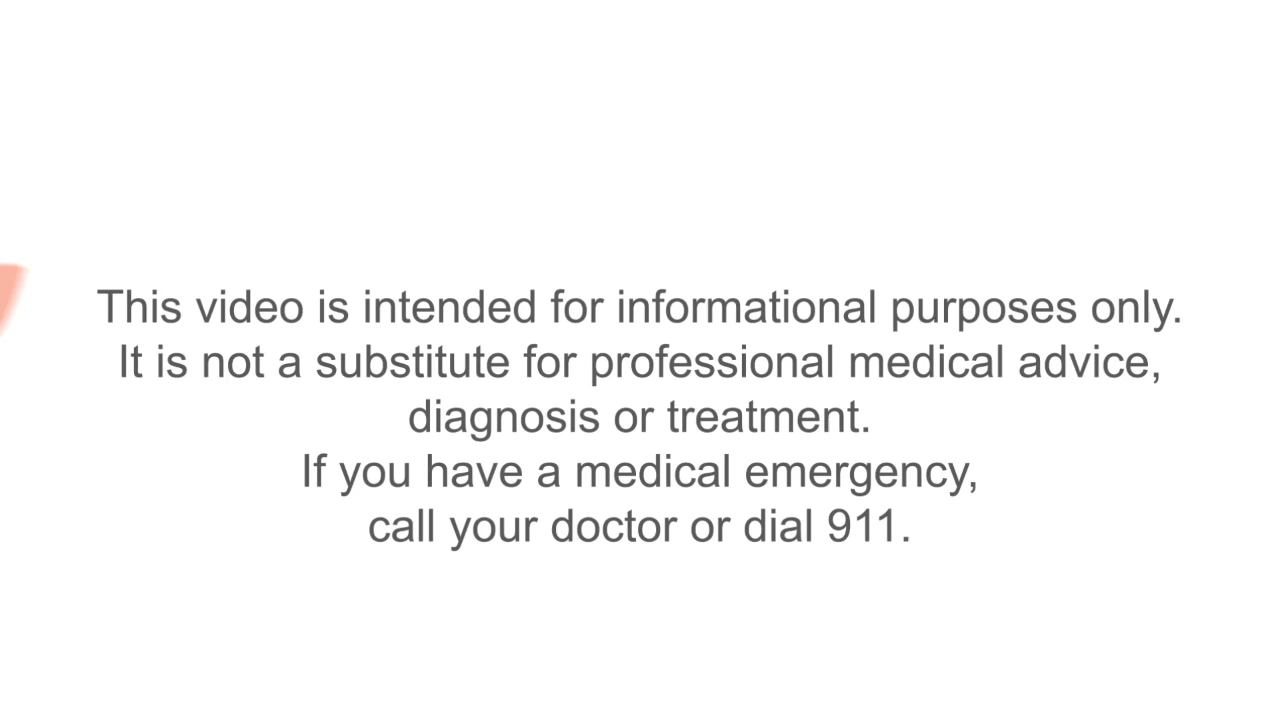 This video is intended for informational purposes only.
It is not a substitute for professional medical advice,
diagnosis or treatment.
If you have a medical emergency,
call your doctor or dial 911.